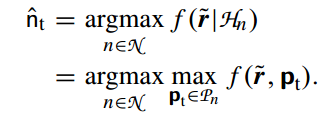 n̂ₜ = argmax f (r̃|ℋₙ)
n∈𝒩
= argmax max f (r̃, pₜ).
n∈𝒩 pₜ∈𝒫ₙ